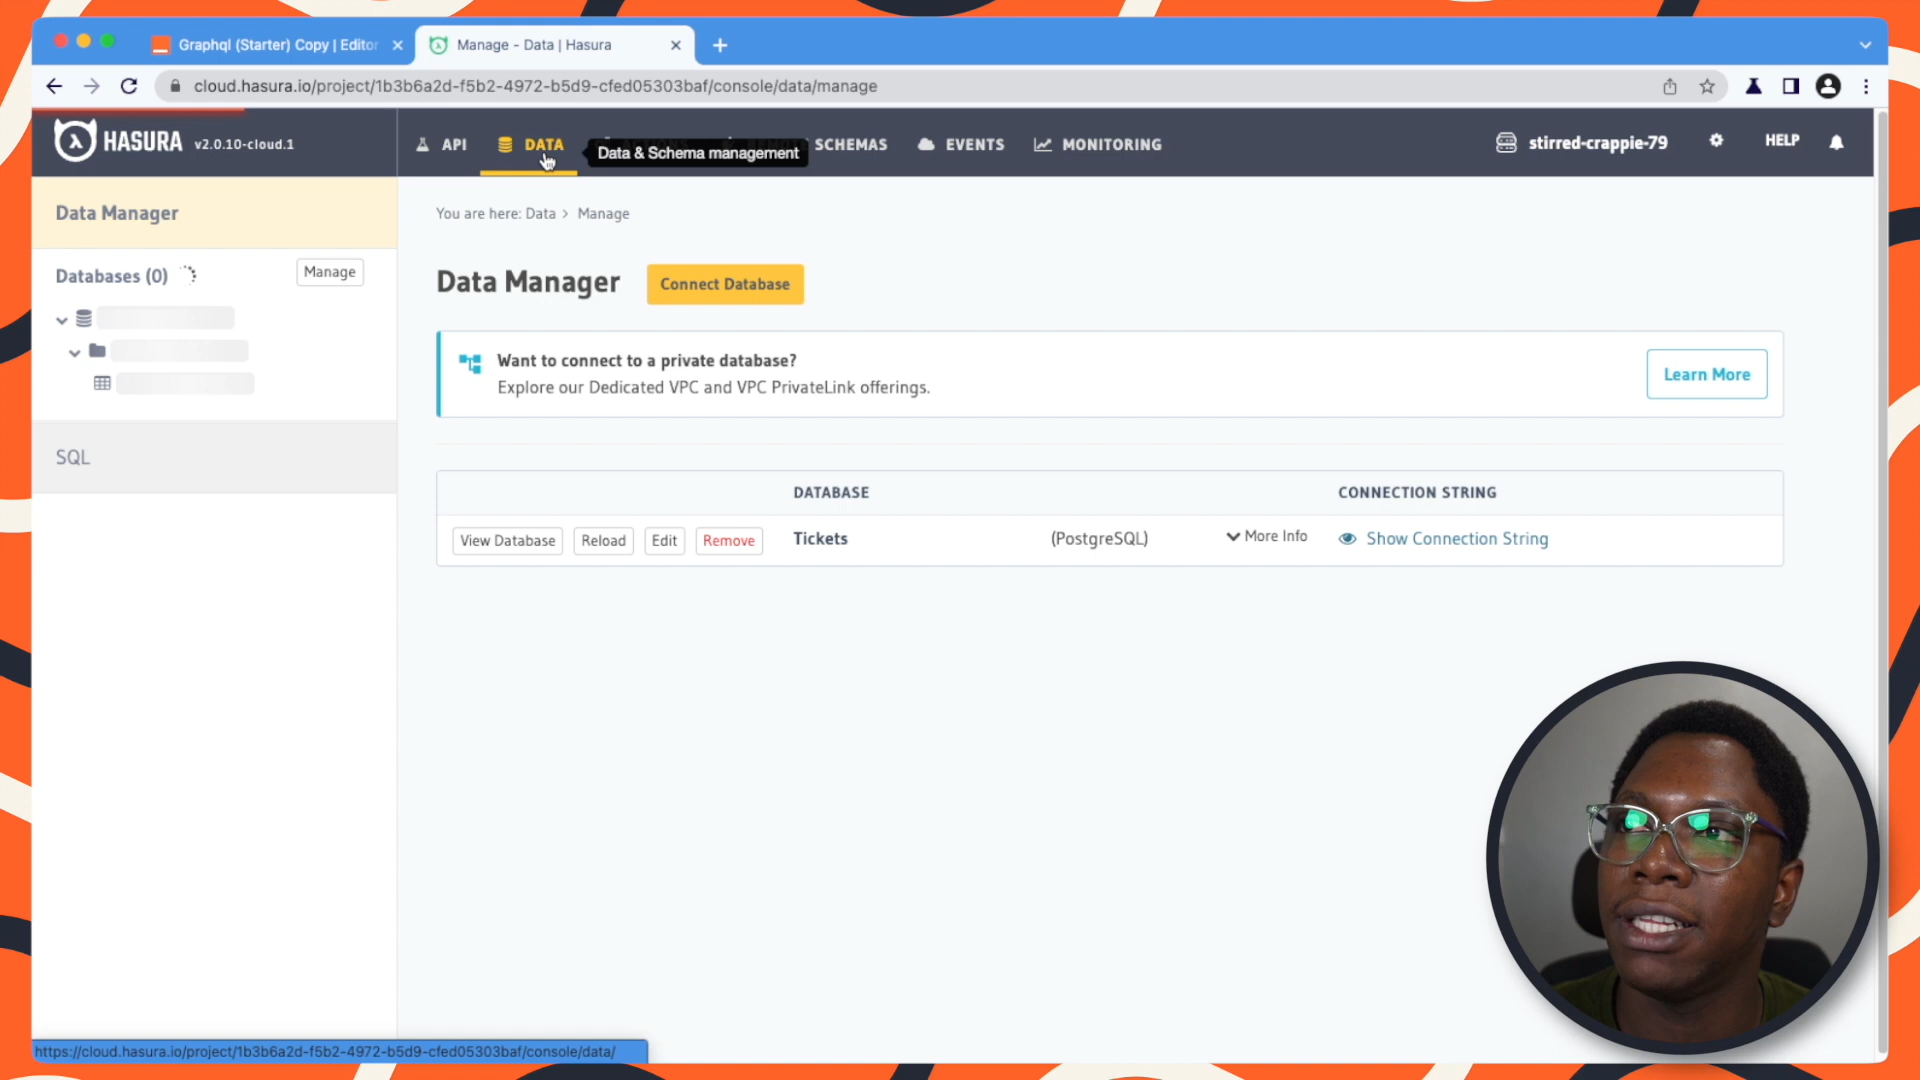 Graphql (Starter) Copy | Editor
Manage - Data | Hasura
cloud.hasura.io/project/1b3b6a2d-f5b2-4972-b5d9-cfed05303baf/console/data/manage
HASURA v2.0.10-cloud.1
API
DATA
Data & Schema management
SCHEMAS
EVENTS
MONITORING
stirred-crappie-79
HELP
Data Manager
You are here: Data > Manage
Databases (0)
Manage
Data Manager
Connect Database
Want to connect to a private database?
Explore our Dedicated VPC and VPC PrivateLink offerings.
Learn More
SQL
DATABASE
CONNECTION STRING
View Database
Reload
Edit
Remove
Tickets
(PostgreSQL)
More Info
Show Connection String
https://cloud.hasura.io/project/1b3b6a2d-f5b2-4972-b5d9-cfed05303baf/console/data/